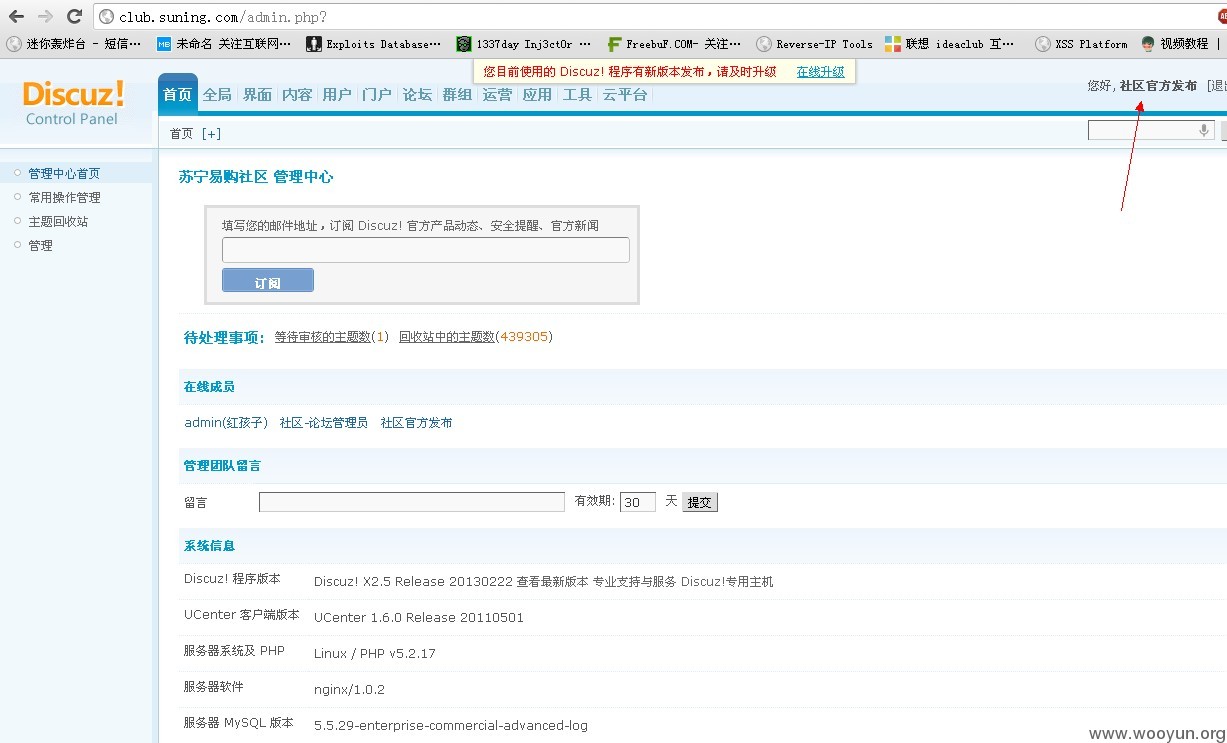 club.suning.com/admin.php?
迷你轰炸台 - 短信… 未命名 关注互联网… Exploits Database… 1337day Inj3ct0r … FreebuF.COM- 关注… Reverse-IP Tools 联想 ideaclub 互… XSS Platform 视频教程
您目前使用的 Discuz! 程序有新版本发布，请及时升级 在线升级
Discuz!
Control Panel
首页 全局 界面 内容 用户 门户 论坛 群组 运营 应用 工具 云平台
您好, 社区官方发布 [退出
首页 [+]
管理中心首页
常用操作管理
主题回收站
管理
苏宁易购社区 管理中心
填写您的邮件地址，订阅 Discuz! 官方产品动态、安全提醒、官方新闻
订阅
待处理事项: 等待审核的主题数(1) 回收站中的主题数(439305)
在线成员
admin(红孩子) 社区-论坛管理员 社区官方发布
管理团队留言
留言 有效期: 30 天 提交
系统信息
Discuz! 程序版本 Discuz! X2.5 Release 20130222 查看最新版本 专业支持与服务 Discuz!专用主机
UCenter 客户端版本 UCenter 1.6.0 Release 20110501
服务器系统及 PHP Linux / PHP v5.2.17
服务器软件 nginx/1.0.2
服务器 MySQL 版本 5.5.29-enterprise-commercial-advanced-log
www.wooyun.org